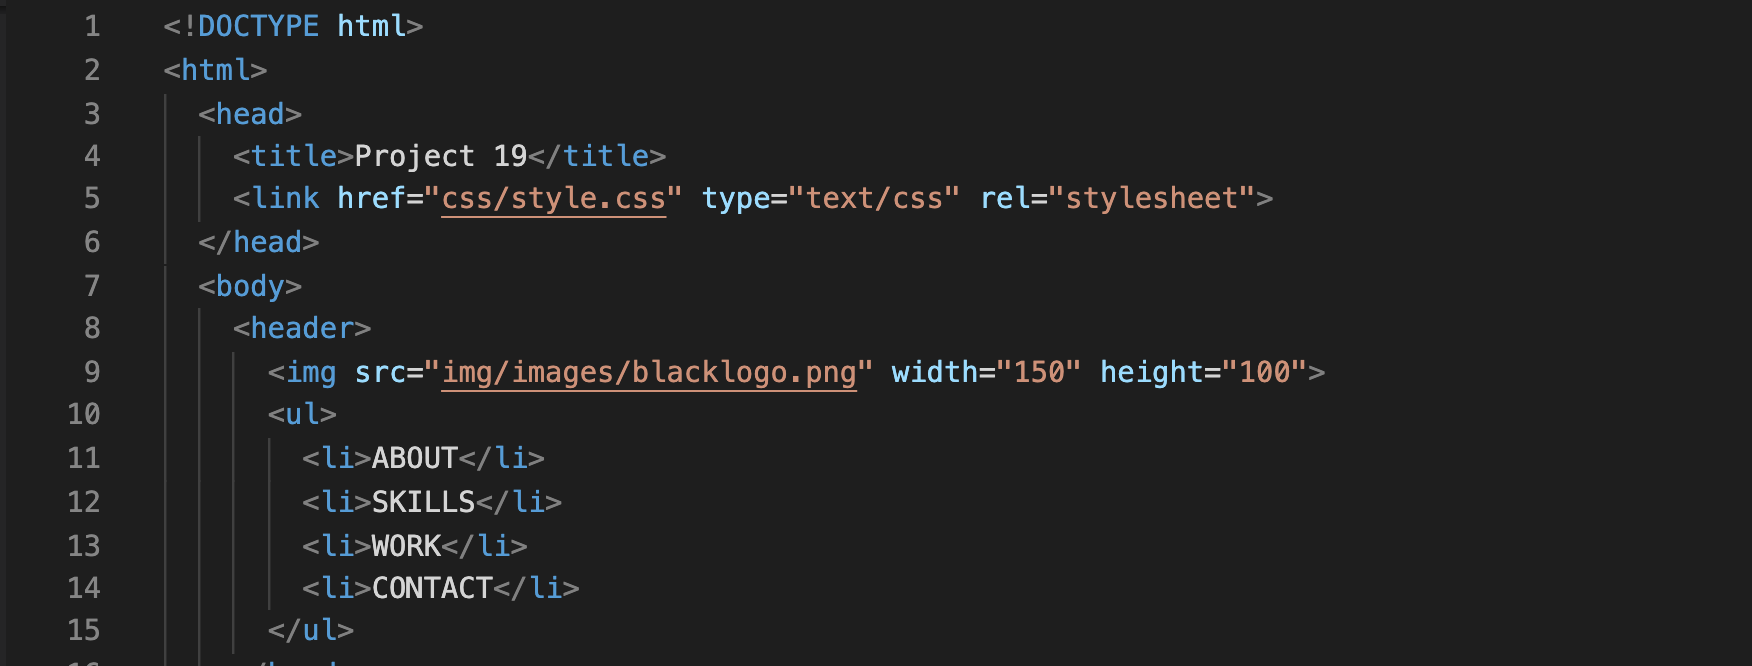 1 <!DOCTYPE html>
2 <html>
3 <head>
4 <title>Project 19</title>
5 <link href="css/style.css" type="text/css" rel="stylesheet">
6 </head>
7 <body>
8 <header>
9 <img src="img/images/blacklogo.png" width="150" height="100">
10 <ul>
11 <li>ABOUT</li>
12 <li>SKILLS</li>
13 <li>WORK</li>
14 <li>CONTACT</li>
15 </ul>